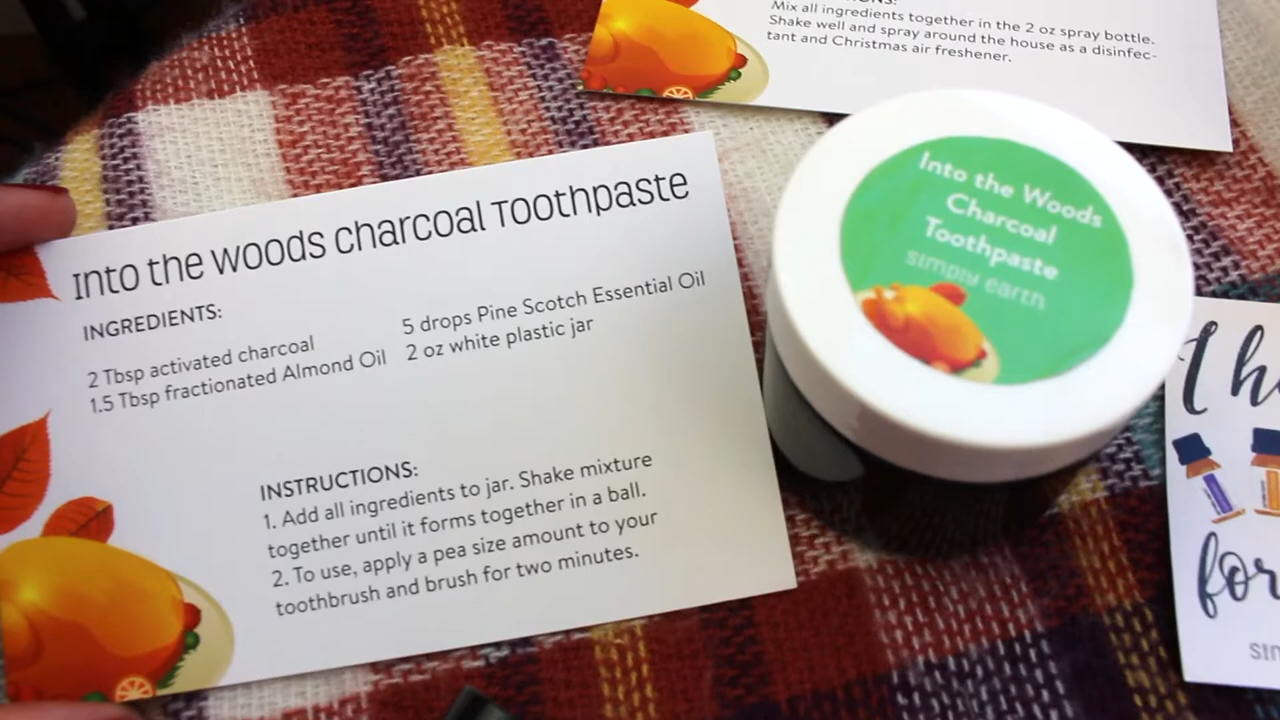 Mix all ingredients together in the 2 oz spray bottle.
Shake well and spray around the house as a disinfec-
tant and Christmas air freshener.
Into the Woods Charcoal Toothpaste
INGREDIENTS:
2 Tbsp activated charcoal
1.5 Tbsp fractionated Almond Oil
5 drops Pine Scotch Essential Oil
2 oz white plastic jar
INSTRUCTIONS:
1. Add all ingredients to jar. Shake mixture
together until it forms together in a ball.
2. To use, apply a pea size amount to your
toothbrush and brush for two minutes.
Into the Woods
Charcoal
Toothpaste
simply earth
for